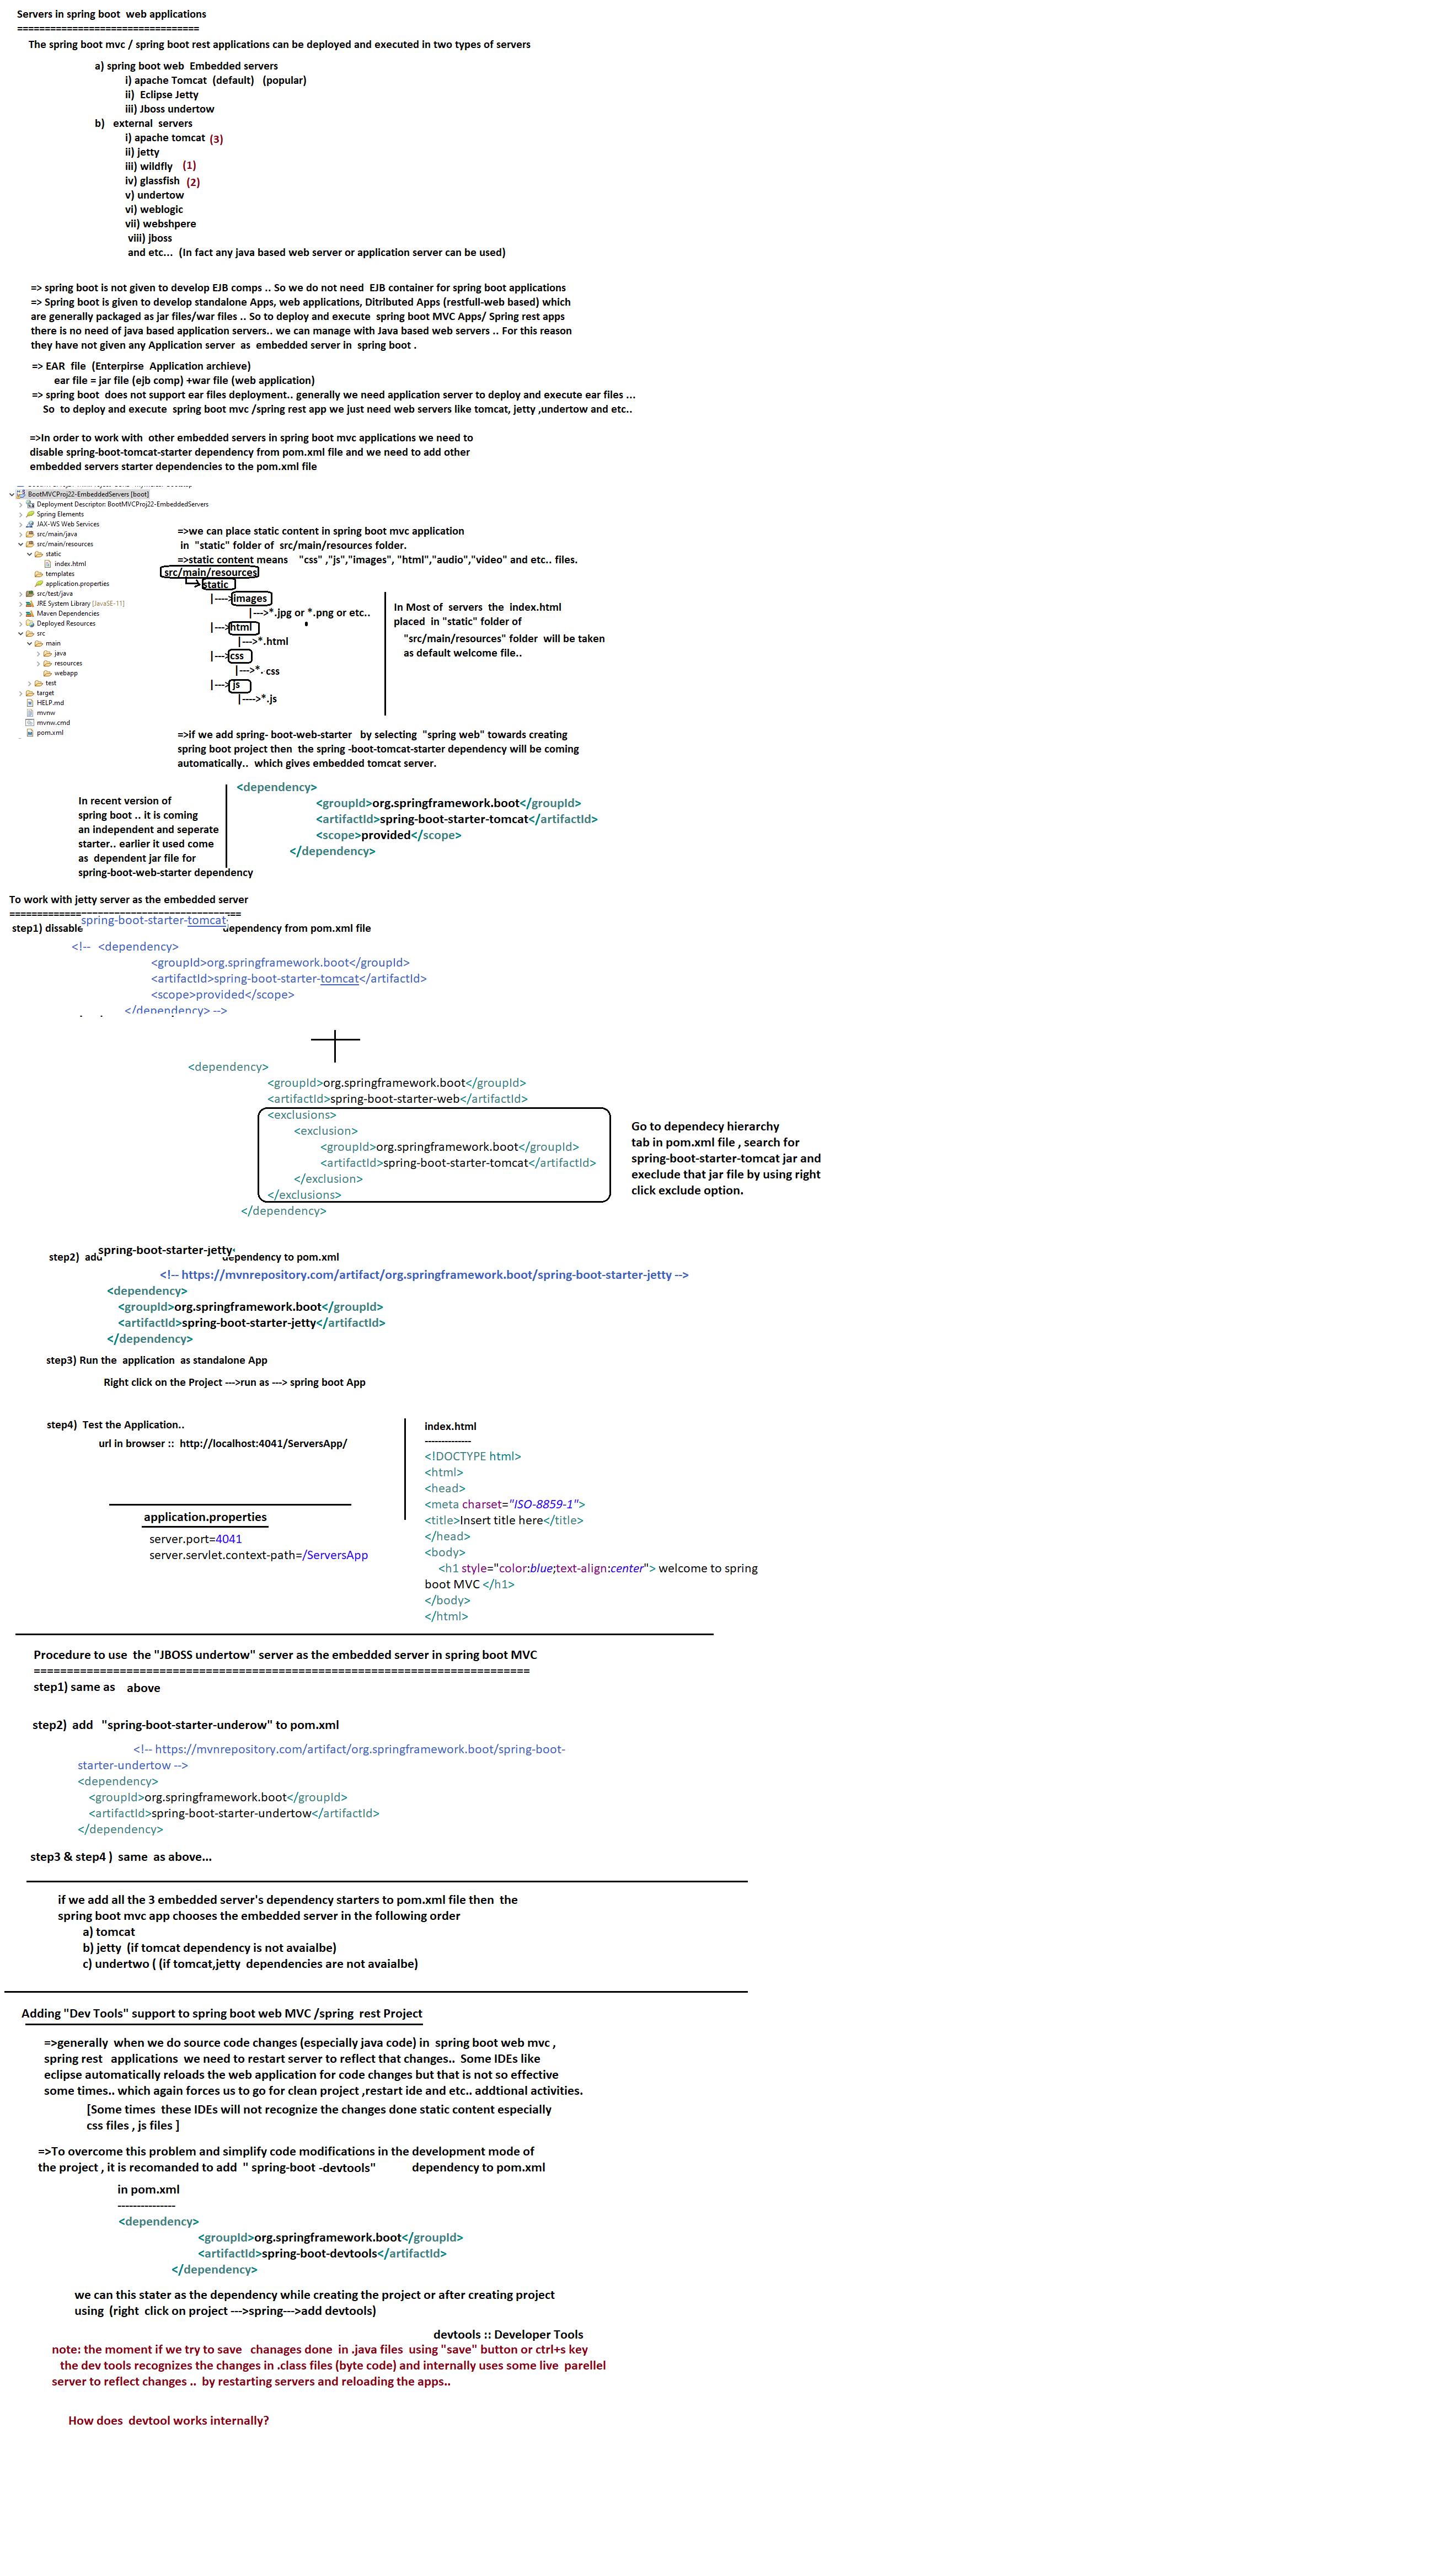 Servers in spring boot  web applications
=================================
The spring boot mvc / spring boot rest applications can be deployed and executed in two types of servers
a) spring boot web  Embedded servers
i) apache Tomcat  (default)   (popular)
ii)  Eclipse Jetty
iii) Jboss undertow
b)   external  servers
i) apache tomcat (3)
ii) jetty
iii) wildfly   (1)
iv) glassfish  (2)
v) undertow
vi) weblogic
vii) webshpere
viii) jboss
and etc...  (In fact any java based web server or application server can be used)
=> spring boot is not given to develop EJB comps .. So we do not need  EJB container for spring boot applications
=> Spring boot is given to develop standalone Apps, web applications, Ditributed Apps (restfull-web based) which
are generally packaged as jar files/war files .. So to deploy and execute  spring boot MVC Apps/ Spring rest apps
there is no need of java based application servers.. we can manage with Java based web servers .. For this reason
they have not given any Application server  as  embedded server in  spring boot .
=> EAR  file  (Enterpirse  Application archieve)
ear file = jar file (ejb comp) +war file (web application)
=> spring boot  does not support ear files deployment.. generally we need application server to deploy and execute ear files ...
So  to deploy and execute  spring boot mvc /spring rest app we just need web servers like tomcat, jetty ,undertow and etc..
=>In order to work with  other embedded servers in spring boot mvc applications we need to
disable spring-boot-tomcat-starter dependency from pom.xml file and we need to add other
embedded servers starter dependencies to the pom.xml file
BootMVCProj22-EmbeddedServers [boot]
Deployment Descriptor: BootMVCProj22-EmbeddedServers
Spring Elements
JAX-WS Web Services
src/main/java
src/main/resources
static
index.html
templates
application.properties
src/test/java
JRE System Library [JavaSE-11]
Maven Dependencies
Deployed Resources
src
main
java
resources
webapp
test
target
HELP.md
mvnw
mvnw.cmd
pom.xml
=>we can place static content in spring boot mvc application
in  "static" folder of  src/main/resources folder.
=>static content means    "css" ,"js","images", "html","audio","video" and etc.. files.
src/main/resources
static
|---->images
|--->*.jpg or *.png or etc..
|--->html
|--->*.html
|--->css
|--->*. css
|--->js
|---->*.js
In Most of  servers  the  index.html
placed  in "static" folder of
"src/main/resources" folder  will be taken
as default welcome file..
=>if we add spring- boot-web-starter   by selecting  "spring web" towards creating
spring boot project then  the spring -boot-tomcat-starter dependency will be coming
automatically..  which gives embedded tomcat server.
In recent version of
spring boot .. it is coming
an independent and seperate
starter.. earlier it used come
as  dependent jar file for
spring-boot-web-starter dependency
<dependency>
<groupId>org.springframework.boot</groupId>
<artifactId>spring-boot-starter-tomcat</artifactId>
<scope>provided</scope>
</dependency>
To work with jetty server as the embedded server
==========================================
step1) disable spring-boot-starter-tomcat dependency from pom.xml file
<!--  <dependency>
<groupId>org.springframework.boot</groupId>
<artifactId>spring-boot-starter-tomcat</artifactId>
<scope>provided</scope>
</dependency> -->
<dependency>
<groupId>org.springframework.boot</groupId>
<artifactId>spring-boot-starter-web</artifactId>
<exclusions>
<exclusion>
<groupId>org.springframework.boot</groupId>
<artifactId>spring-boot-starter-tomcat</artifactId>
</exclusion>
</exclusions>
</dependency>
Go to dependecy hierarchy
tab in pom.xml file , search for
spring-boot-starter-tomcat jar and
execlude that jar file by using right
click exclude option.
step2)  add spring-boot-starter-jetty dependency to pom.xml
<!-- https://mvnrepository.com/artifact/org.springframework.boot/spring-boot-starter-jetty -->
<dependency>
<groupId>org.springframework.boot</groupId>
<artifactId>spring-boot-starter-jetty</artifactId>
</dependency>
step3) Run the  application  as standalone App
Right click on the Project --->run as ---> spring boot App
step4)  Test the Application..
url in browser ::  http://localhost:4041/ServersApp/
application.properties
server.port=4041
server.servlet.context-path=/ServersApp
index.html
--------------
<!DOCTYPE html>
<html>
<head>
<meta charset="ISO-8859-1">
<title>Insert title here</title>
</head>
<body>
<h1 style="color:blue;text-align:center"> welcome to spring
boot MVC </h1>
</body>
</html>
Procedure to use  the "JBOSS undertow" server as the embedded server in spring boot MVC
===========================================================================
step1) same as   above
step2)  add   "spring-boot-starter-underow" to pom.xml
<!-- https://mvnrepository.com/artifact/org.springframework.boot/spring-boot-
starter-undertow -->
<dependency>
<groupId>org.springframework.boot</groupId>
<artifactId>spring-boot-starter-undertow</artifactId>
</dependency>
step3 & step4 )  same  as above...
if we add all the 3 embedded server's dependency starters to pom.xml file then  the
spring boot mvc app chooses the embedded server in the following order
a) tomcat
b) jetty  (if tomcat dependency is not avaialbe)
c) undertwo ( (if tomcat,jetty  dependencies are not avaialbe)
Adding "Dev Tools" support to spring boot web MVC /spring  rest Project
=>generally  when we do source code changes (especially java code) in  spring boot web mvc ,
spring rest   applications  we need to restart server to reflect that changes..  Some IDEs like
eclipse automatically reloads the web application for code changes but that is not so effective
some times.. which again forces us to go for clean project ,restart ide and etc.. addtional activities.
[Some times  these IDEs will not recognize the changes done static content especially
css files , js files ]
=>To overcome this problem and simplify code modifications in the development mode of
the project , it is recomanded to add  " spring-boot -devtools"   dependency to pom.xml
in pom.xml
---------------
<dependency>
<groupId>org.springframework.boot</groupId>
<artifactId>spring-boot-devtools</artifactId>
</dependency>
we can this stater as the dependency while creating the project or after creating project
using  (right  click on project --->spring--->add devtools)
devtools :: Developer Tools
note: the moment if we try to save   chanages done  in .java files  using "save" button or ctrl+s key
the dev tools recognizes the changes in .class files (byte code) and internally uses some live  parellel
server to reflect changes ..  by restarting servers and reloading the apps..
How does  devtool works internally?